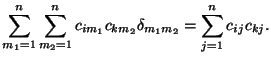 \sum_{m_1=1}^{n} \sum_{m_2=1}^{n} c_{im_1} c_{km_2} \delta_{m_1 m_2} = \sum_{j=1}^{n} c_{ij} c_{kj}.